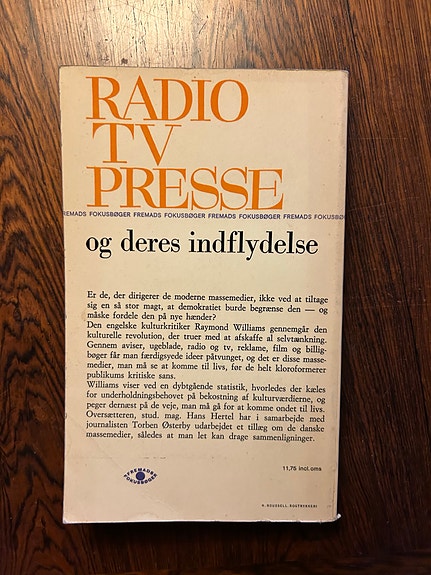 RADIO
TV
PRESSE
REMADS FOKUSBØGER FREMADS FOKUSBØGER FREMADS FOKUSBØGER FREMADS FOKUSBØ
og deres indflydelse
Er de, der dirigerer de moderne massemedier, ikke ved at tiltage
sig en så stor magt, at demokratiet burde begrænse den — og
måske fordele den på nye hænder?
Den engelske kulturkritiker Raymond Williams gennemgår den
kulturelle revolution, der truer med at afskaffe al selvtænkning.
Gennem aviser, ugeblade, radio og tv, reklame, film og billig-
bøger får man færdigsyede ideer påtvunget, og det er disse masse-
medier, man må se at komme til livs, før de helt kloroformerer
publikums kritiske sans.
Williams viser ved en dybtgående statistik, hvorledes der kæles
for underholdningsbehovet på bekostning af kulturværdierne, og
peger dernæst på de veje, man må gå for at komme ondet til livs.
Oversætteren, stud. mag. Hans Hertel har i samarbejde med
journalisten Torben Østerby udarbejdet et tillæg om de danske
massemedier, således at man let kan drage sammenligninger.
11,75 incl. oms
FREMADS
FOKUSBØGER